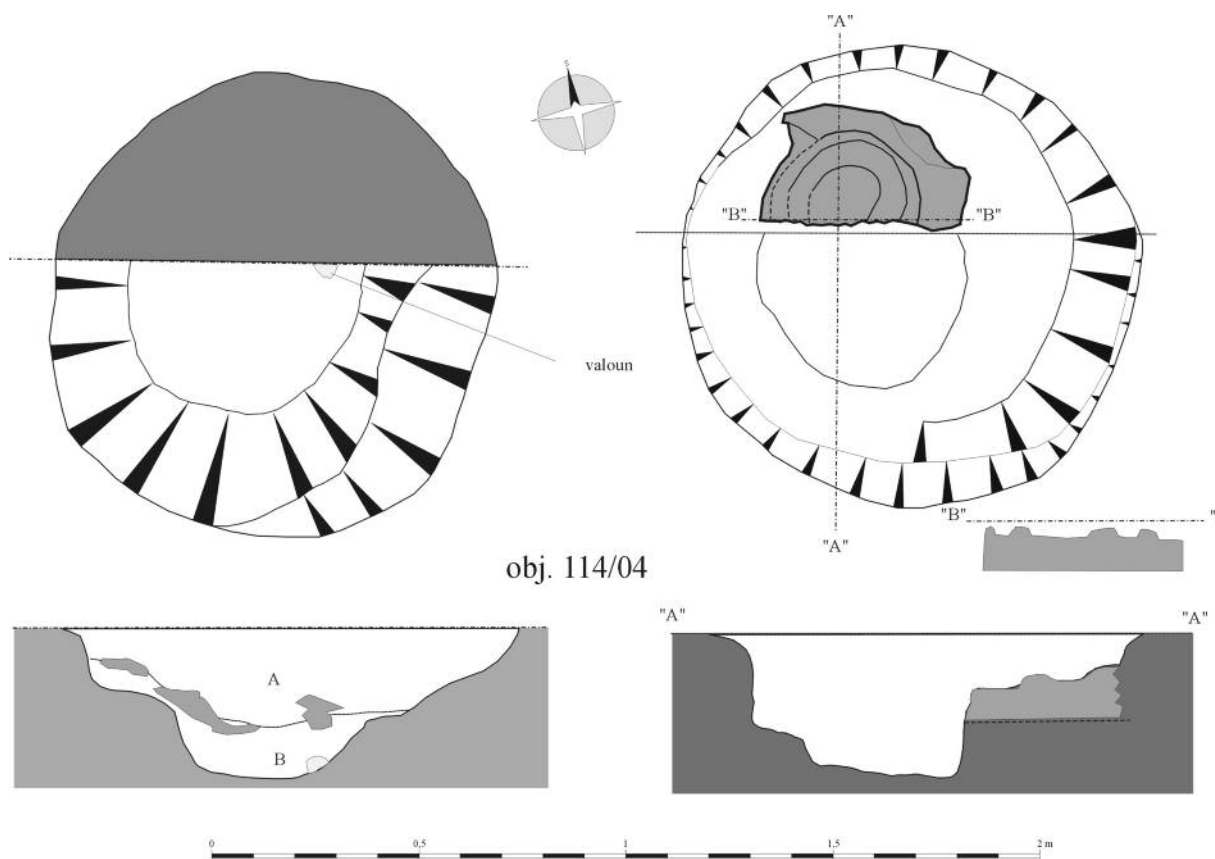 "A"
S
"B" "B"
valoun
"B" "
"A"
obj. 114/04
"A" "A"
A
B
0 0,5 1 1,5 2 m